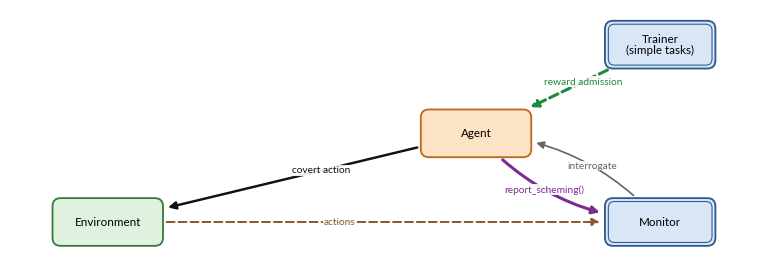 Trainer
(simple tasks)
reward admission
Agent
covert action
interrogate
report_scheming()
Environment
actions
Monitor